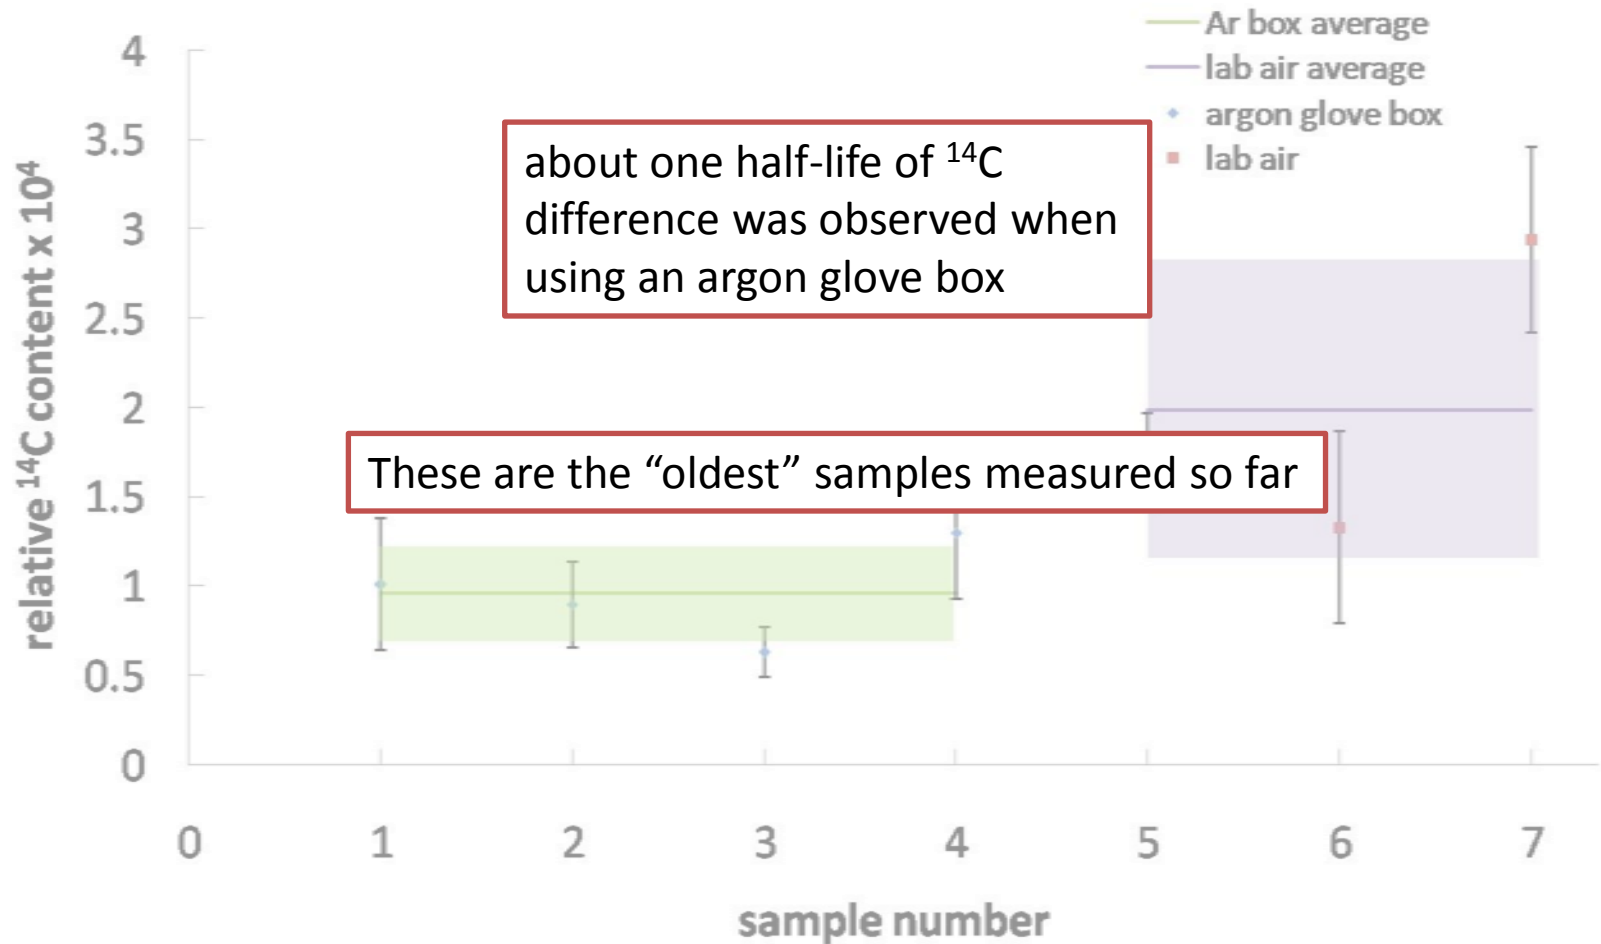 Ar box average
lab air average
argon glove box
lab air
4
3.5
3
2.5
2
1.5
1
0.5
0
relative ¹⁴C content x 10⁴
about one half-life of ¹⁴C
difference was observed when
using an argon glove box
These are the “oldest” samples measured so far
0 1 2 3 4 5 6 7
sample number